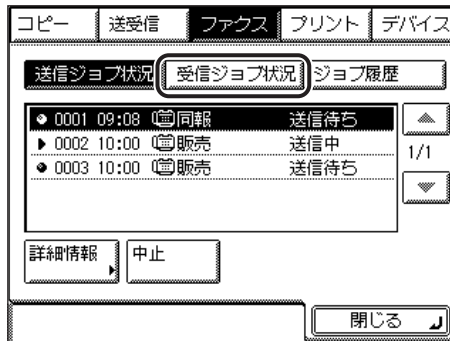 コピー 送受信 ファクス プリント デバイス
送信ジョブ状況 受信ジョブ状況 ジョブ履歴
0001 09:08 同報 送信待ち
0002 10:00 販売 送信中
1/1
0003 10:00 販売 送信待ち
詳細情報 中止
閉じる